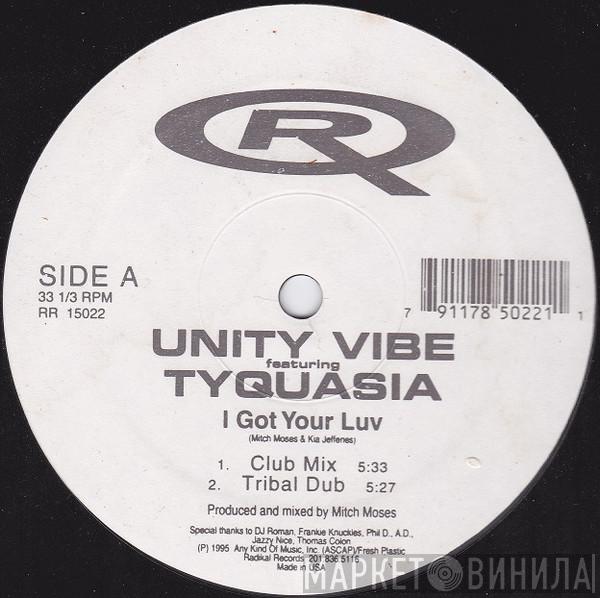 R
SIDE A
33 1/3 RPM
RR 15022
7 91178 50221 1
UNITY VIBE
featuring
TYQUASIA
I Got Your Luv
(Mitch Moses & Kia Jeffenes)
1. Club Mix 5:33
2. Tribal Dub 5:27
Produced and mixed by Mitch Moses
Special thanks to DJ Roman, Frankie Knuckles, Phil D., A.D.,
Jazzy Nice, Thomas Colon
(P) 1995 Any Kind Of Music, Inc. (ASCAP)/Fresh Plastic
Radikal Records 201.836.5116
Made in USA
МАРКЕТ ВИНИЛА